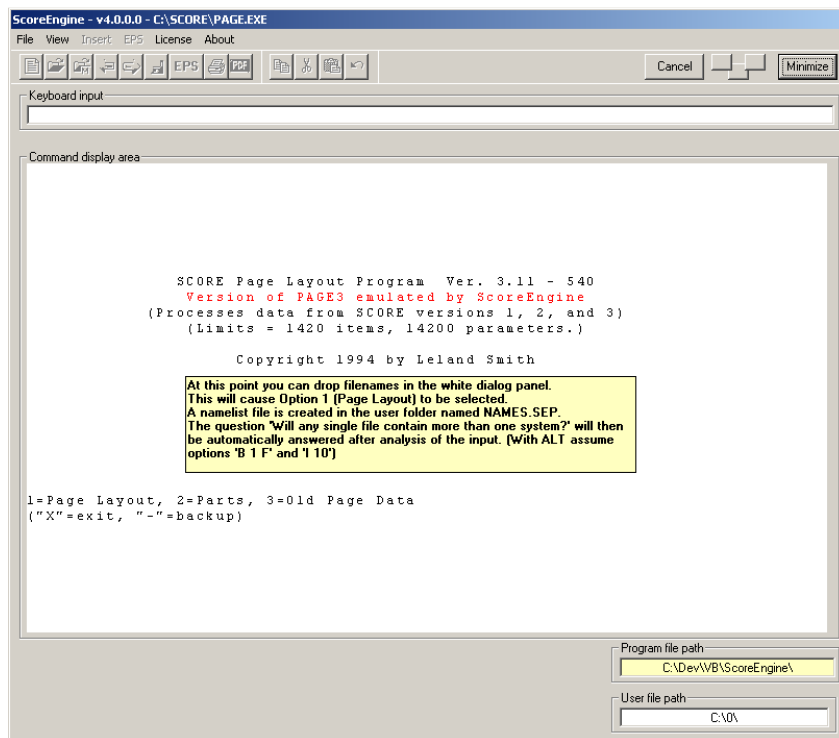 ScoreEngine - v4.0.0.0 - C:\SCORE\PAGE.EXE
File View Insert EPS License About
EPS PDF Cancel Minimize
Keyboard input
Command display area
SCORE Page Layout Program Ver. 3.11 - 540
Version of PAGE3 emulated by ScoreEngine
(Processes data from SCORE versions 1, 2, and 3)
(Limits = 1420 items, 14200 parameters.)
Copyright 1994 by Leland Smith
At this point you can drop filenames in the white dialog panel.
This will cause Option 1 (Page Layout) to be selected.
A namelist file is created in the user folder named NAMES.SEP.
The question 'Will any single file contain more than one system?' will then
be automatically answered after analysis of the input. (With ALT assume
options 'B 1 F' and 'I 10')
1=Page Layout, 2=Parts, 3=Old Page Data
("X"=exit, "-"=backup)
Program file path
C:\Dev\VB\ScoreEngine\
User file path
C:\0\